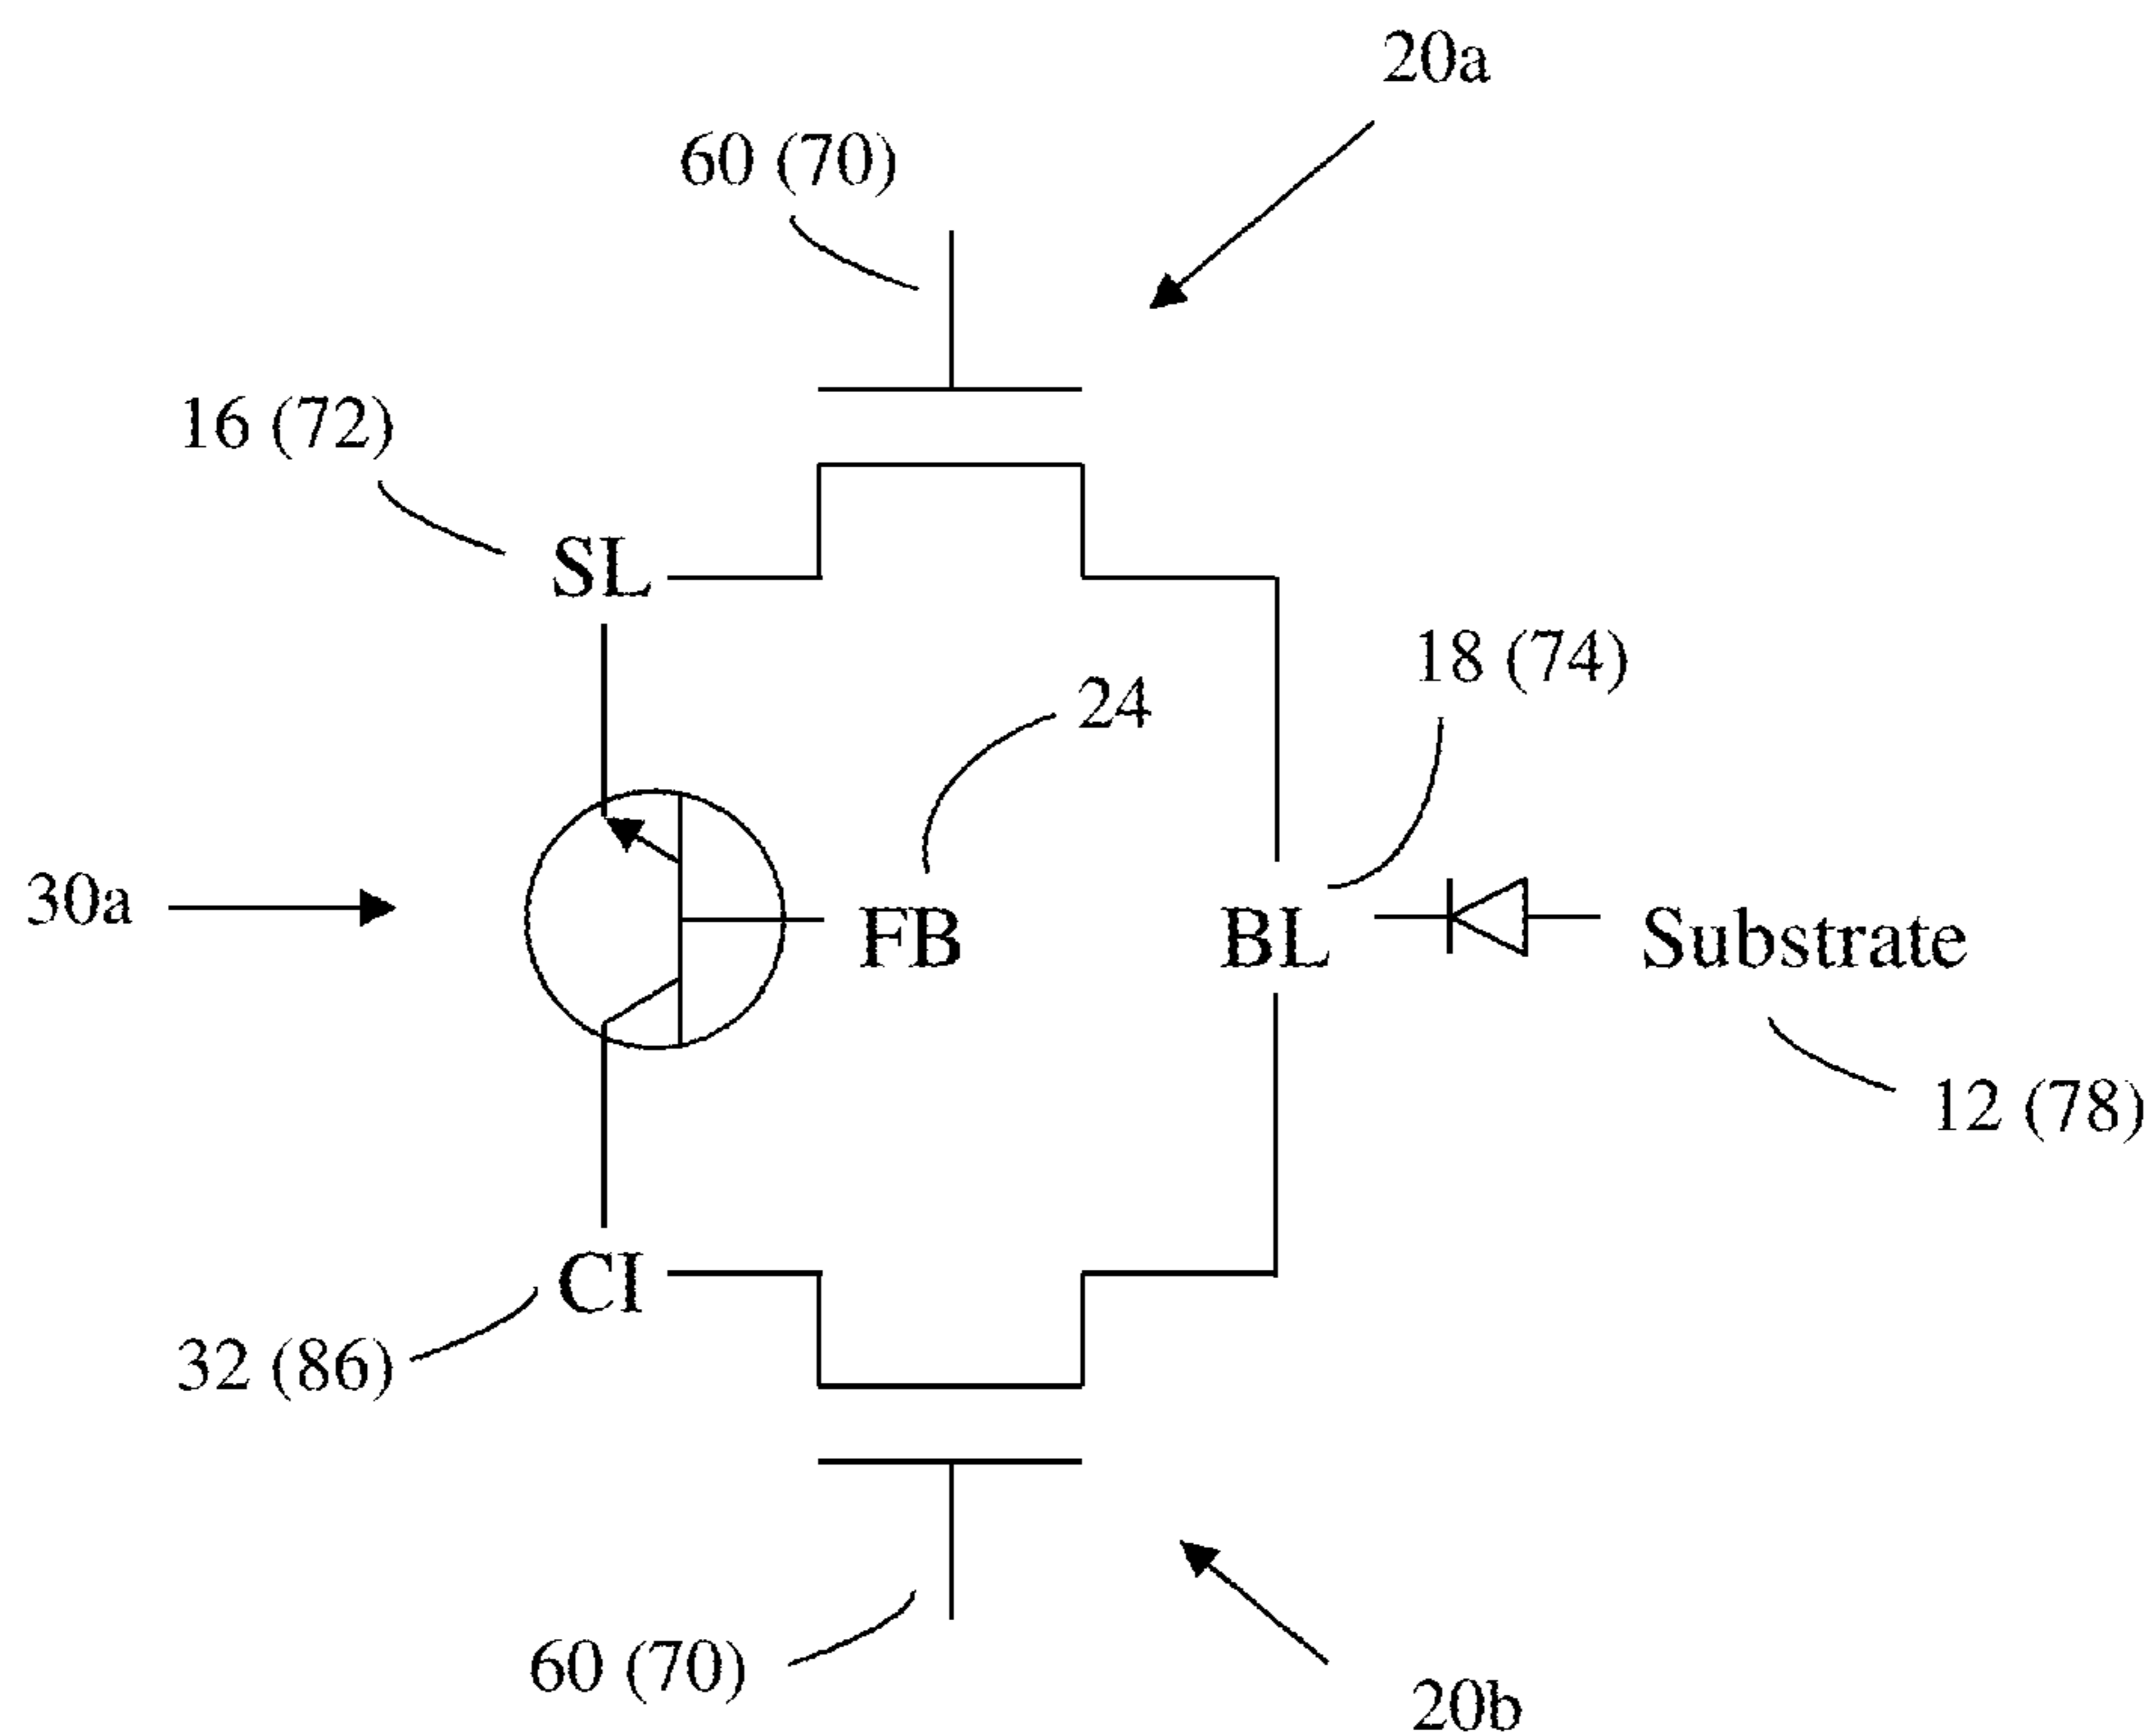 20a
60 (70)
16 (72)
SL
18 (74)
24
30a
FB
BL
Substrate
12 (78)
CI
32 (86)
60 (70)
20b